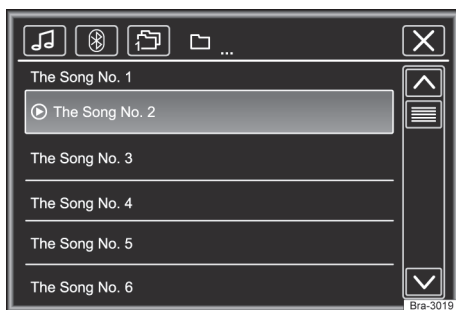 ...
The Song No. 1
The Song No. 2
The Song No. 3
The Song No. 4
The Song No. 5
The Song No. 6
Bra-3019